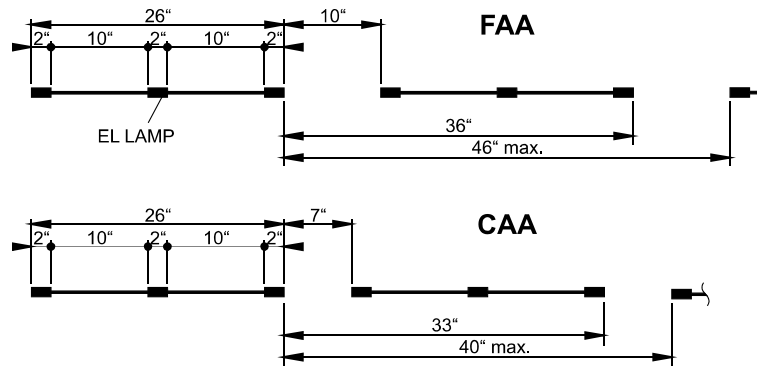 26“ 10“ FAA
2“ 10“ 2“ 10“ 2“
EL LAMP
36“
46“ max.
26“ 7“ CAA
2“ 10“ 2“ 10“ 2“
33“
40“ max.